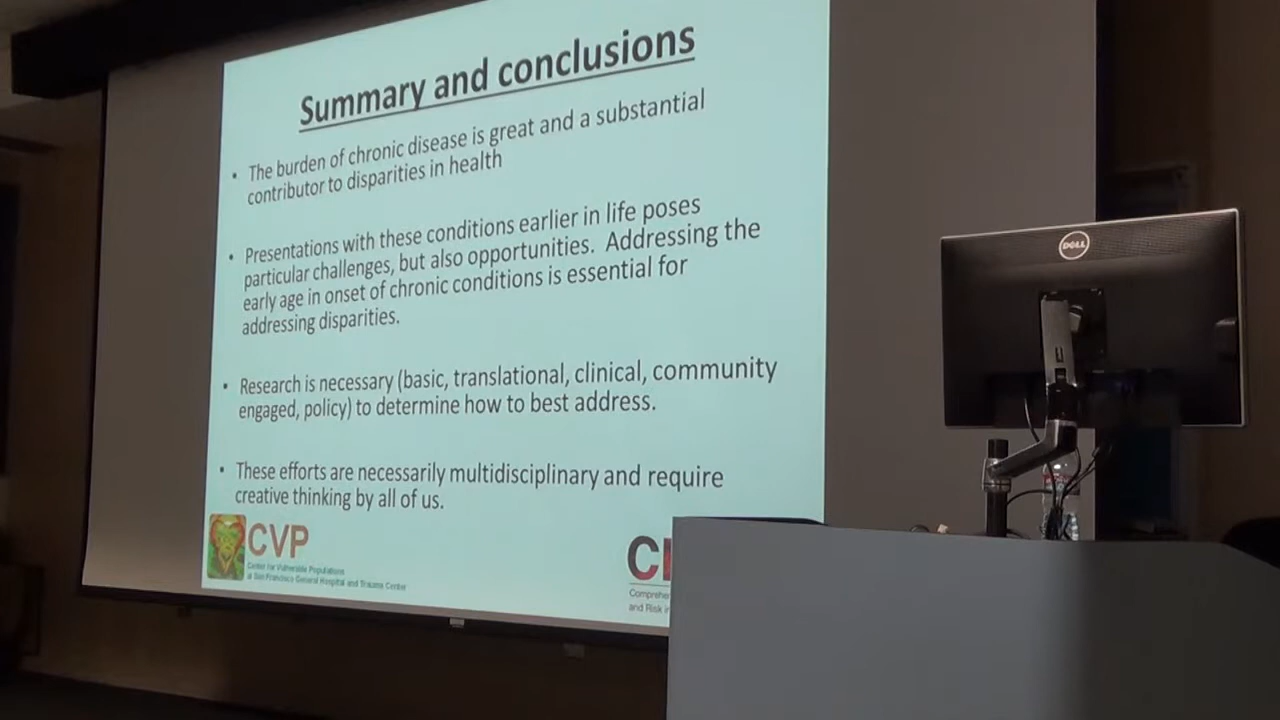 Summary and conclusions
• The burden of chronic disease is great and a substantial
contributor to disparities in health
• Presentations with these conditions earlier in life poses
particular challenges, but also opportunities. Addressing the
early age in onset of chronic conditions is essential for
addressing disparities.
• Research is necessary (basic, translational, clinical, community
engaged, policy) to determine how to best address.
• These efforts are necessarily multidisciplinary and require
creative thinking by all of us.
CVP
Center for Vulnerable Populations
at San Francisco General Hospital and Trauma Center
C
Comprehe
and Risk i
DELL